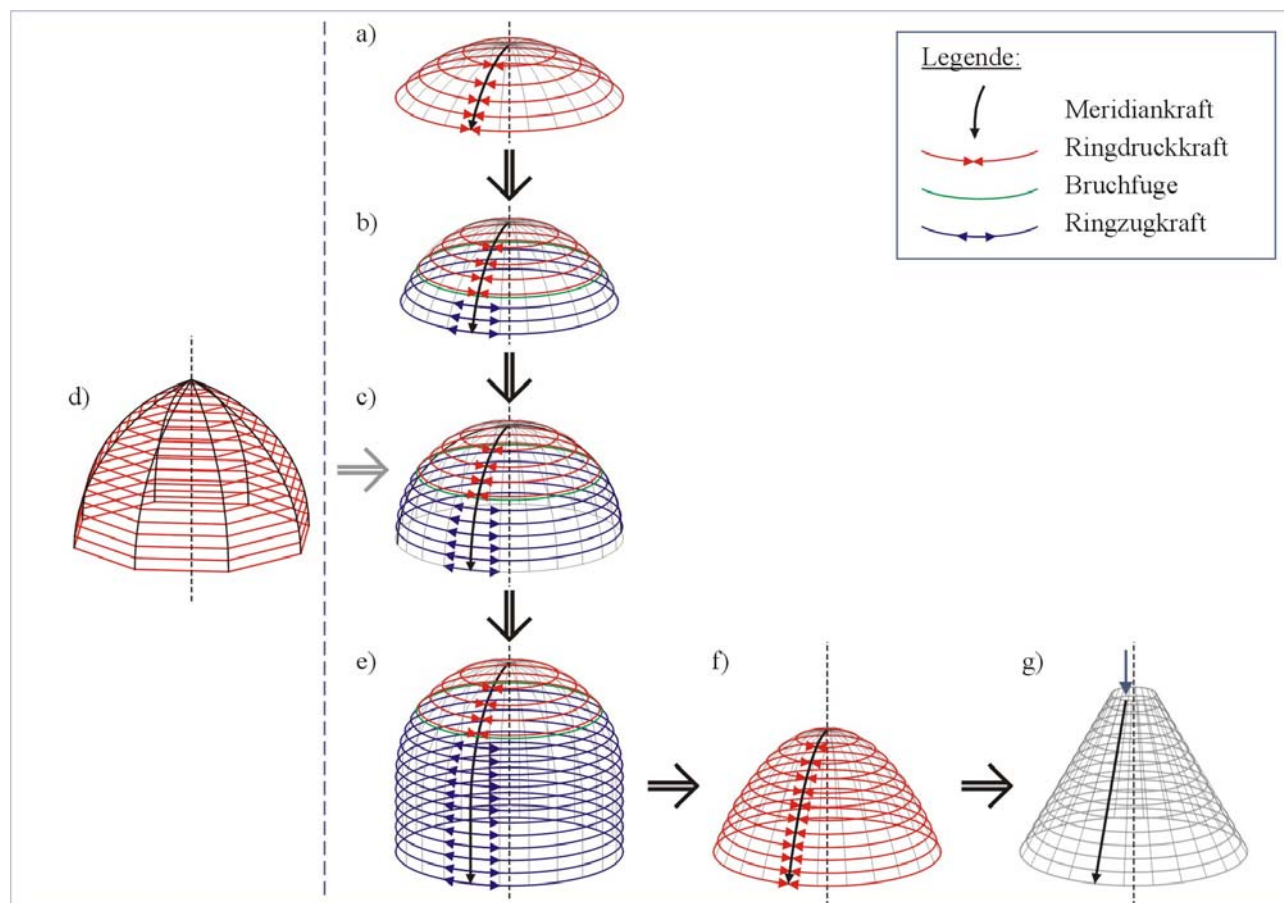 a)
Legende:
Meridiankraft
Ringdruckkraft
Bruchfuge
Ringzugkraft
b)
d)
c)
e)
f)
g)